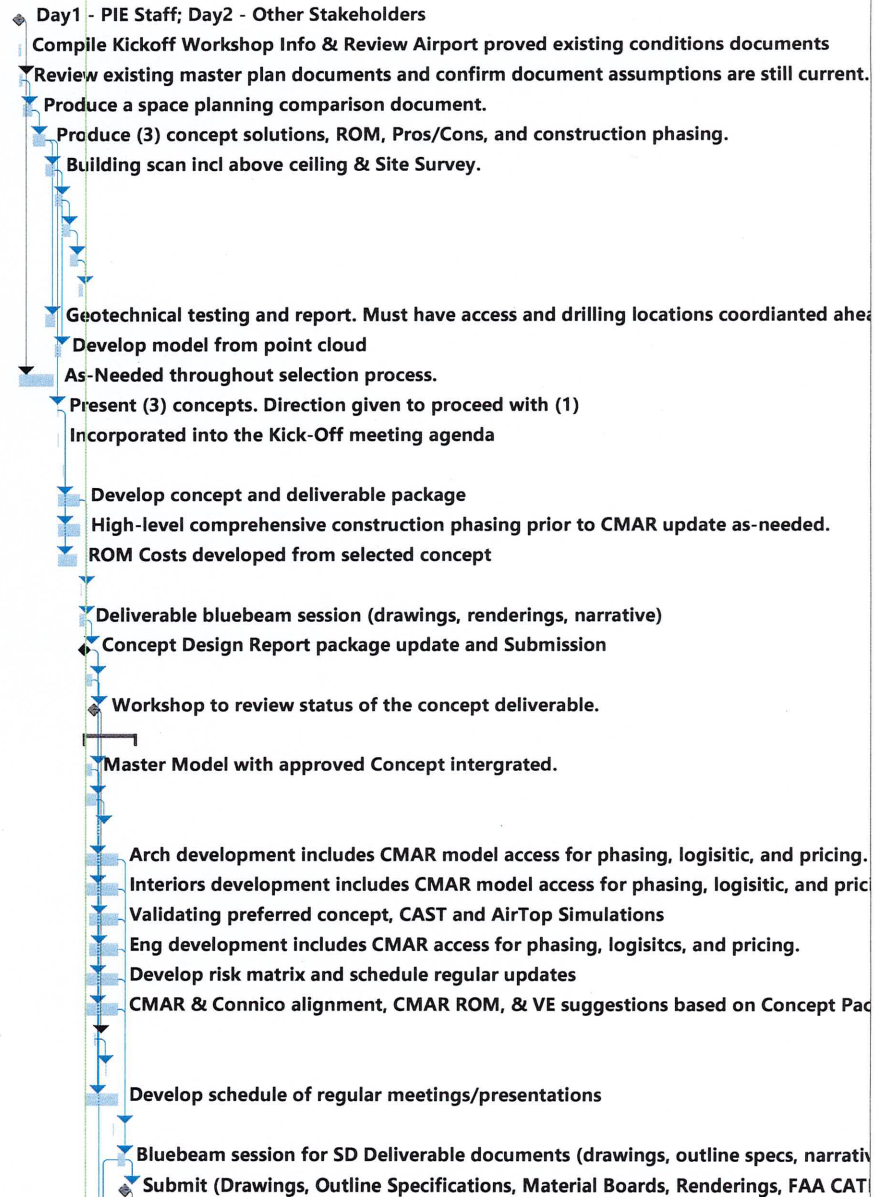 Day1 - PIE Staff; Day2 - Other Stakeholders
Compile Kickoff Workshop Info & Review Airport proved existing conditions documents
Review existing master plan documents and confirm document assumptions are still current.
Produce a space planning comparison document.
Produce (3) concept solutions, ROM, Pros/Cons, and construction phasing.
Building scan incl above ceiling & Site Survey.
Geotechnical testing and report. Must have access and drilling locations coordianted ahea
Develop model from point cloud
As-Needed throughout selection process.
Present (3) concepts. Direction given to proceed with (1)
Incorporated into the Kick-Off meeting agenda
Develop concept and deliverable package
High-level comprehensive construction phasing prior to CMAR update as-needed.
ROM Costs developed from selected concept
Deliverable bluebeam session (drawings, renderings, narrative)
Concept Design Report package update and Submission
Workshop to review status of the concept deliverable.
Master Model with approved Concept intergrated.
Arch development includes CMAR model access for phasing, logisitic, and pricing.
Interiors development includes CMAR model access for phasing, logisitic, and prici
Validating preferred concept, CAST and AirTop Simulations
Eng development includes CMAR access for phasing, logisitcs, and pricing.
Develop risk matrix and schedule regular updates
CMAR & Connico alignment, CMAR ROM, & VE suggestions based on Concept Pac
Develop schedule of regular meetings/presentations
Bluebeam session for SD Deliverable documents (drawings, outline specs, narrativ
Submit (Drawings, Outline Specifications, Material Boards, Renderings, FAA CATI